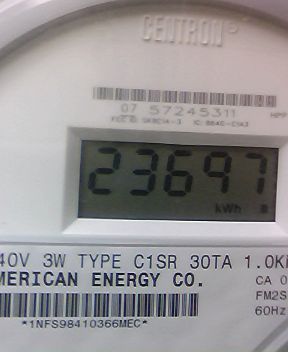 CENTRON®
07 57245311
23697
kWh
40V 3W TYPE C1SR 30TA 1.0K
MERICAN ENERGY CO.
CA 0
FM2S
60Hz
*1NFS98410366MEC*